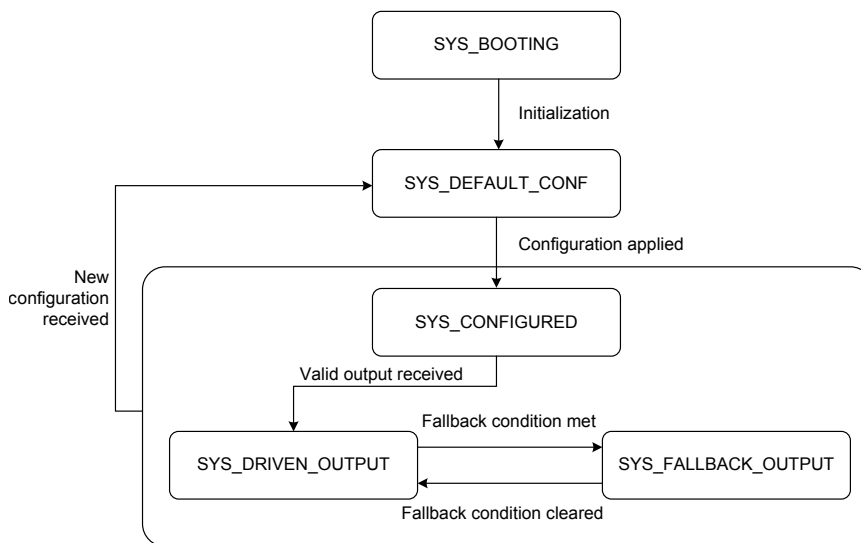 SYS_BOOTING
Initialization
SYS_DEFAULT_CONF
Configuration applied
New
configuration
received
SYS_CONFIGURED
Valid output received
Fallback condition met
SYS_DRIVEN_OUTPUT
SYS_FALLBACK_OUTPUT
Fallback condition cleared